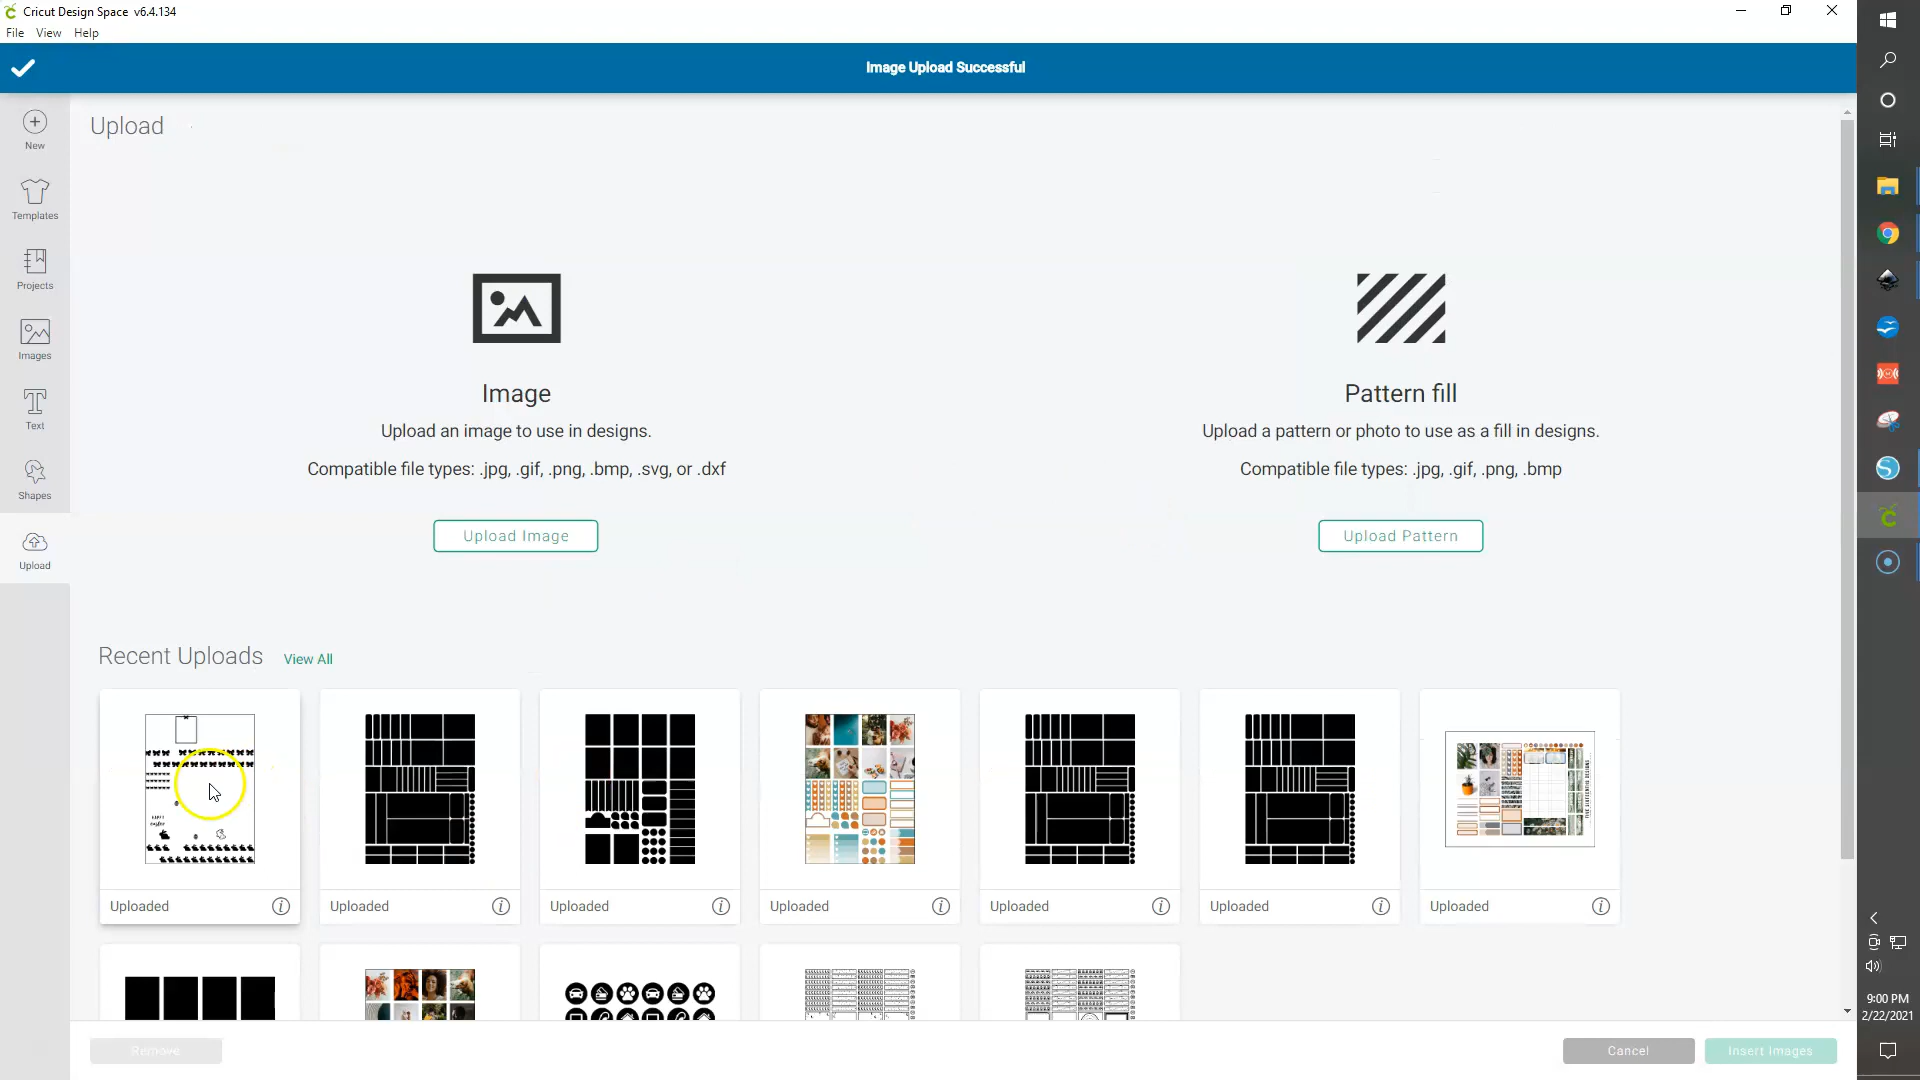 Cricut Design Space v6.4.134
File View Help
Image Upload Successful
Upload
New
Templates
Projects
Images
Text
Shapes
Upload
Image
Upload an image to use in designs.
Compatible file types: .jpg, .gif, .png, .bmp, .svg, or .dxf
Upload Image
Pattern fill
Upload a pattern or photo to use as a fill in designs.
Compatible file types: .jpg, .gif, .png, .bmp
Upload Pattern
Recent Uploads View All
HAPPY
easter
Uploaded
Uploaded
Uploaded
Uploaded
Uploaded
Uploaded
Uploaded
Remove
Cancel
Insert Images
9:00 PM
2/22/2021